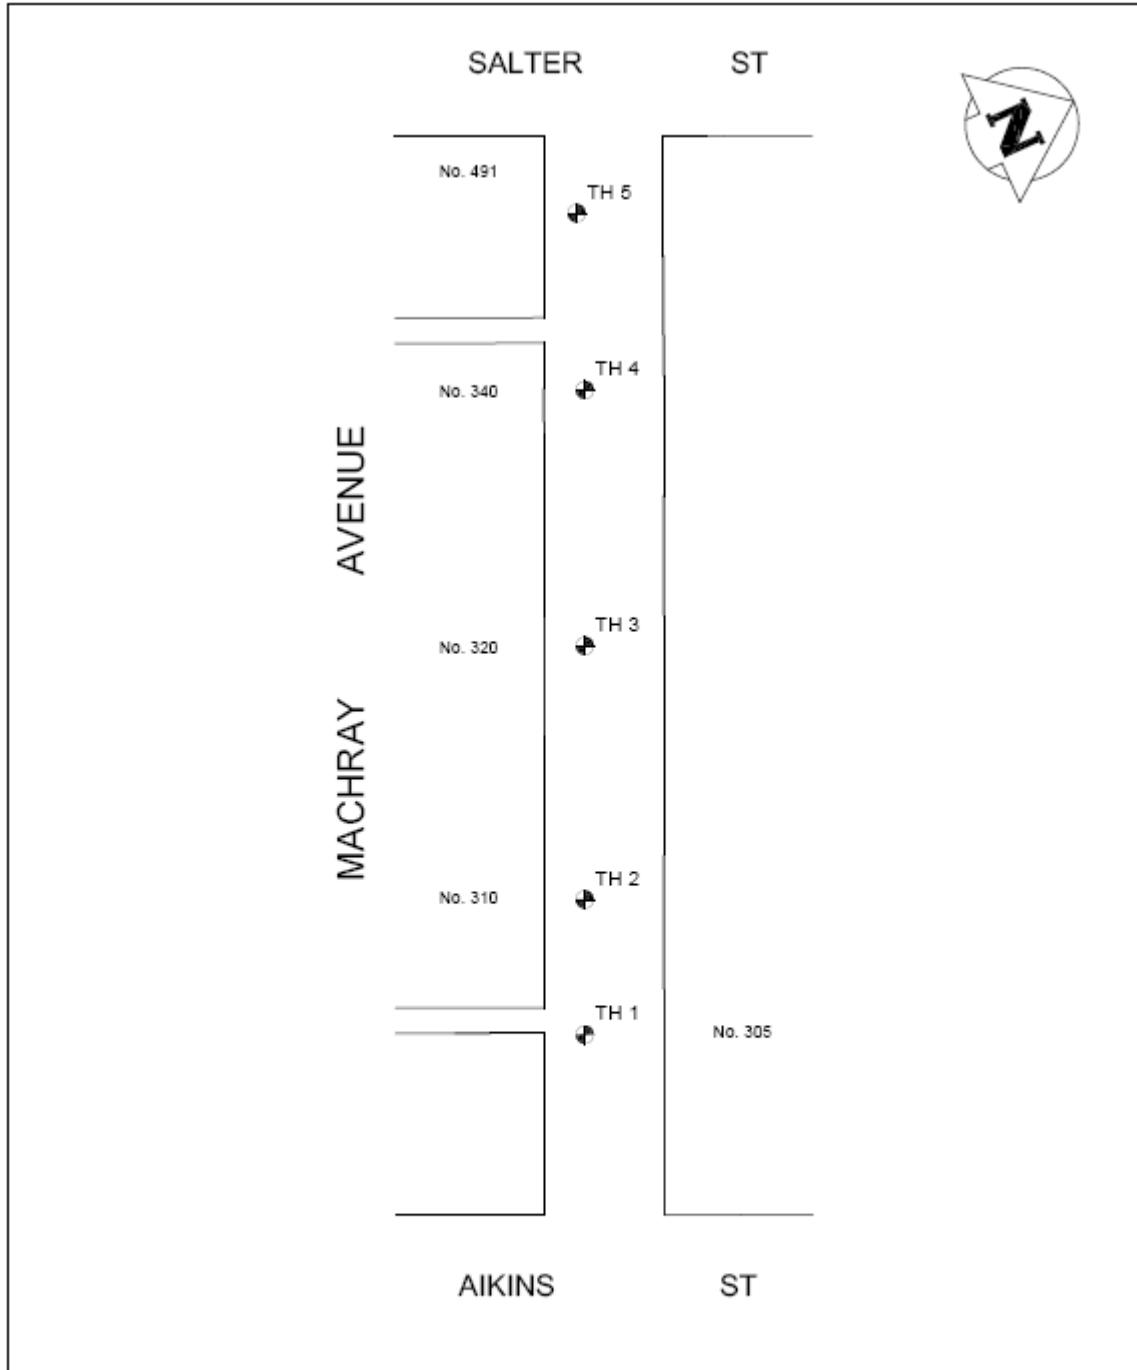 SALTER ST
N
No. 491
TH 5
TH 4
No. 340
AVENUE
TH 3
No. 320
MACHRAY
TH 2
No. 310
TH 1
No. 305
AIKINS ST